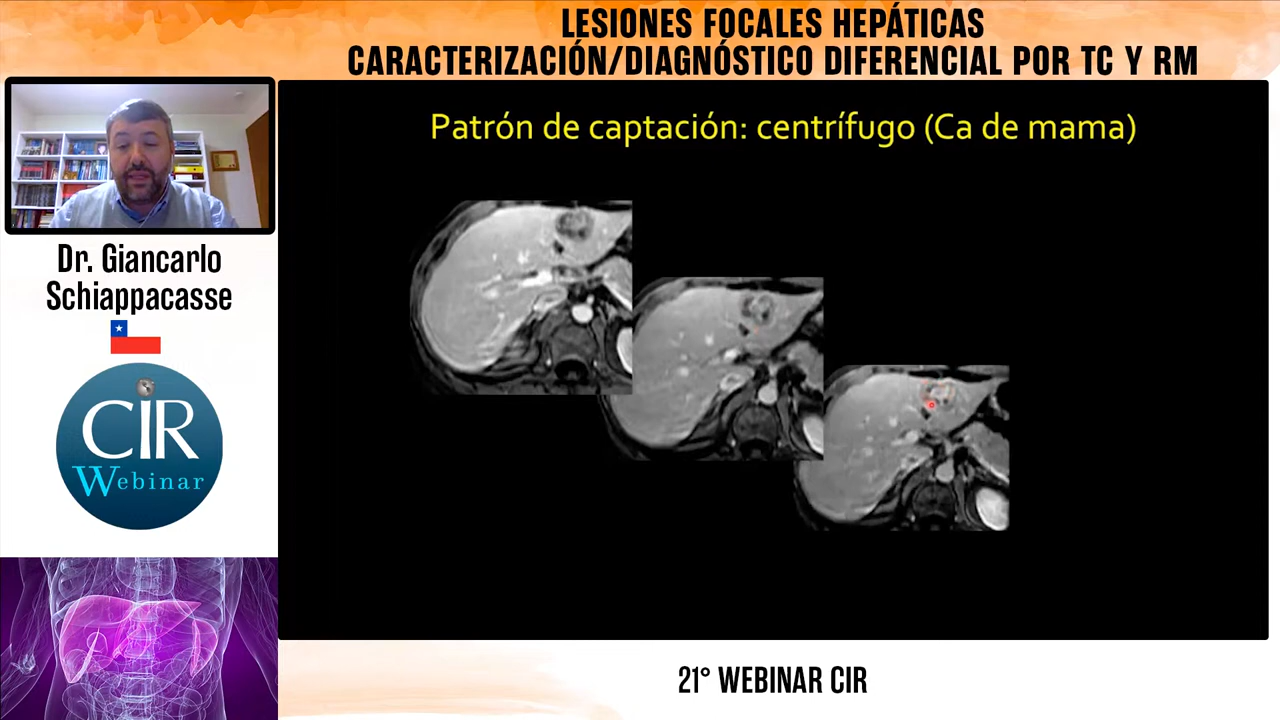 LESIONES FOCALES HEPÁTICAS
CARACTERIZACIÓN/DIAGNÓSTICO DIFERENCIAL POR TC Y RM
Patrón de captación: centrífugo (Ca de mama)
Dr. Giancarlo
Schiappacasse
CIR
Webinar
21° WEBINAR CIR